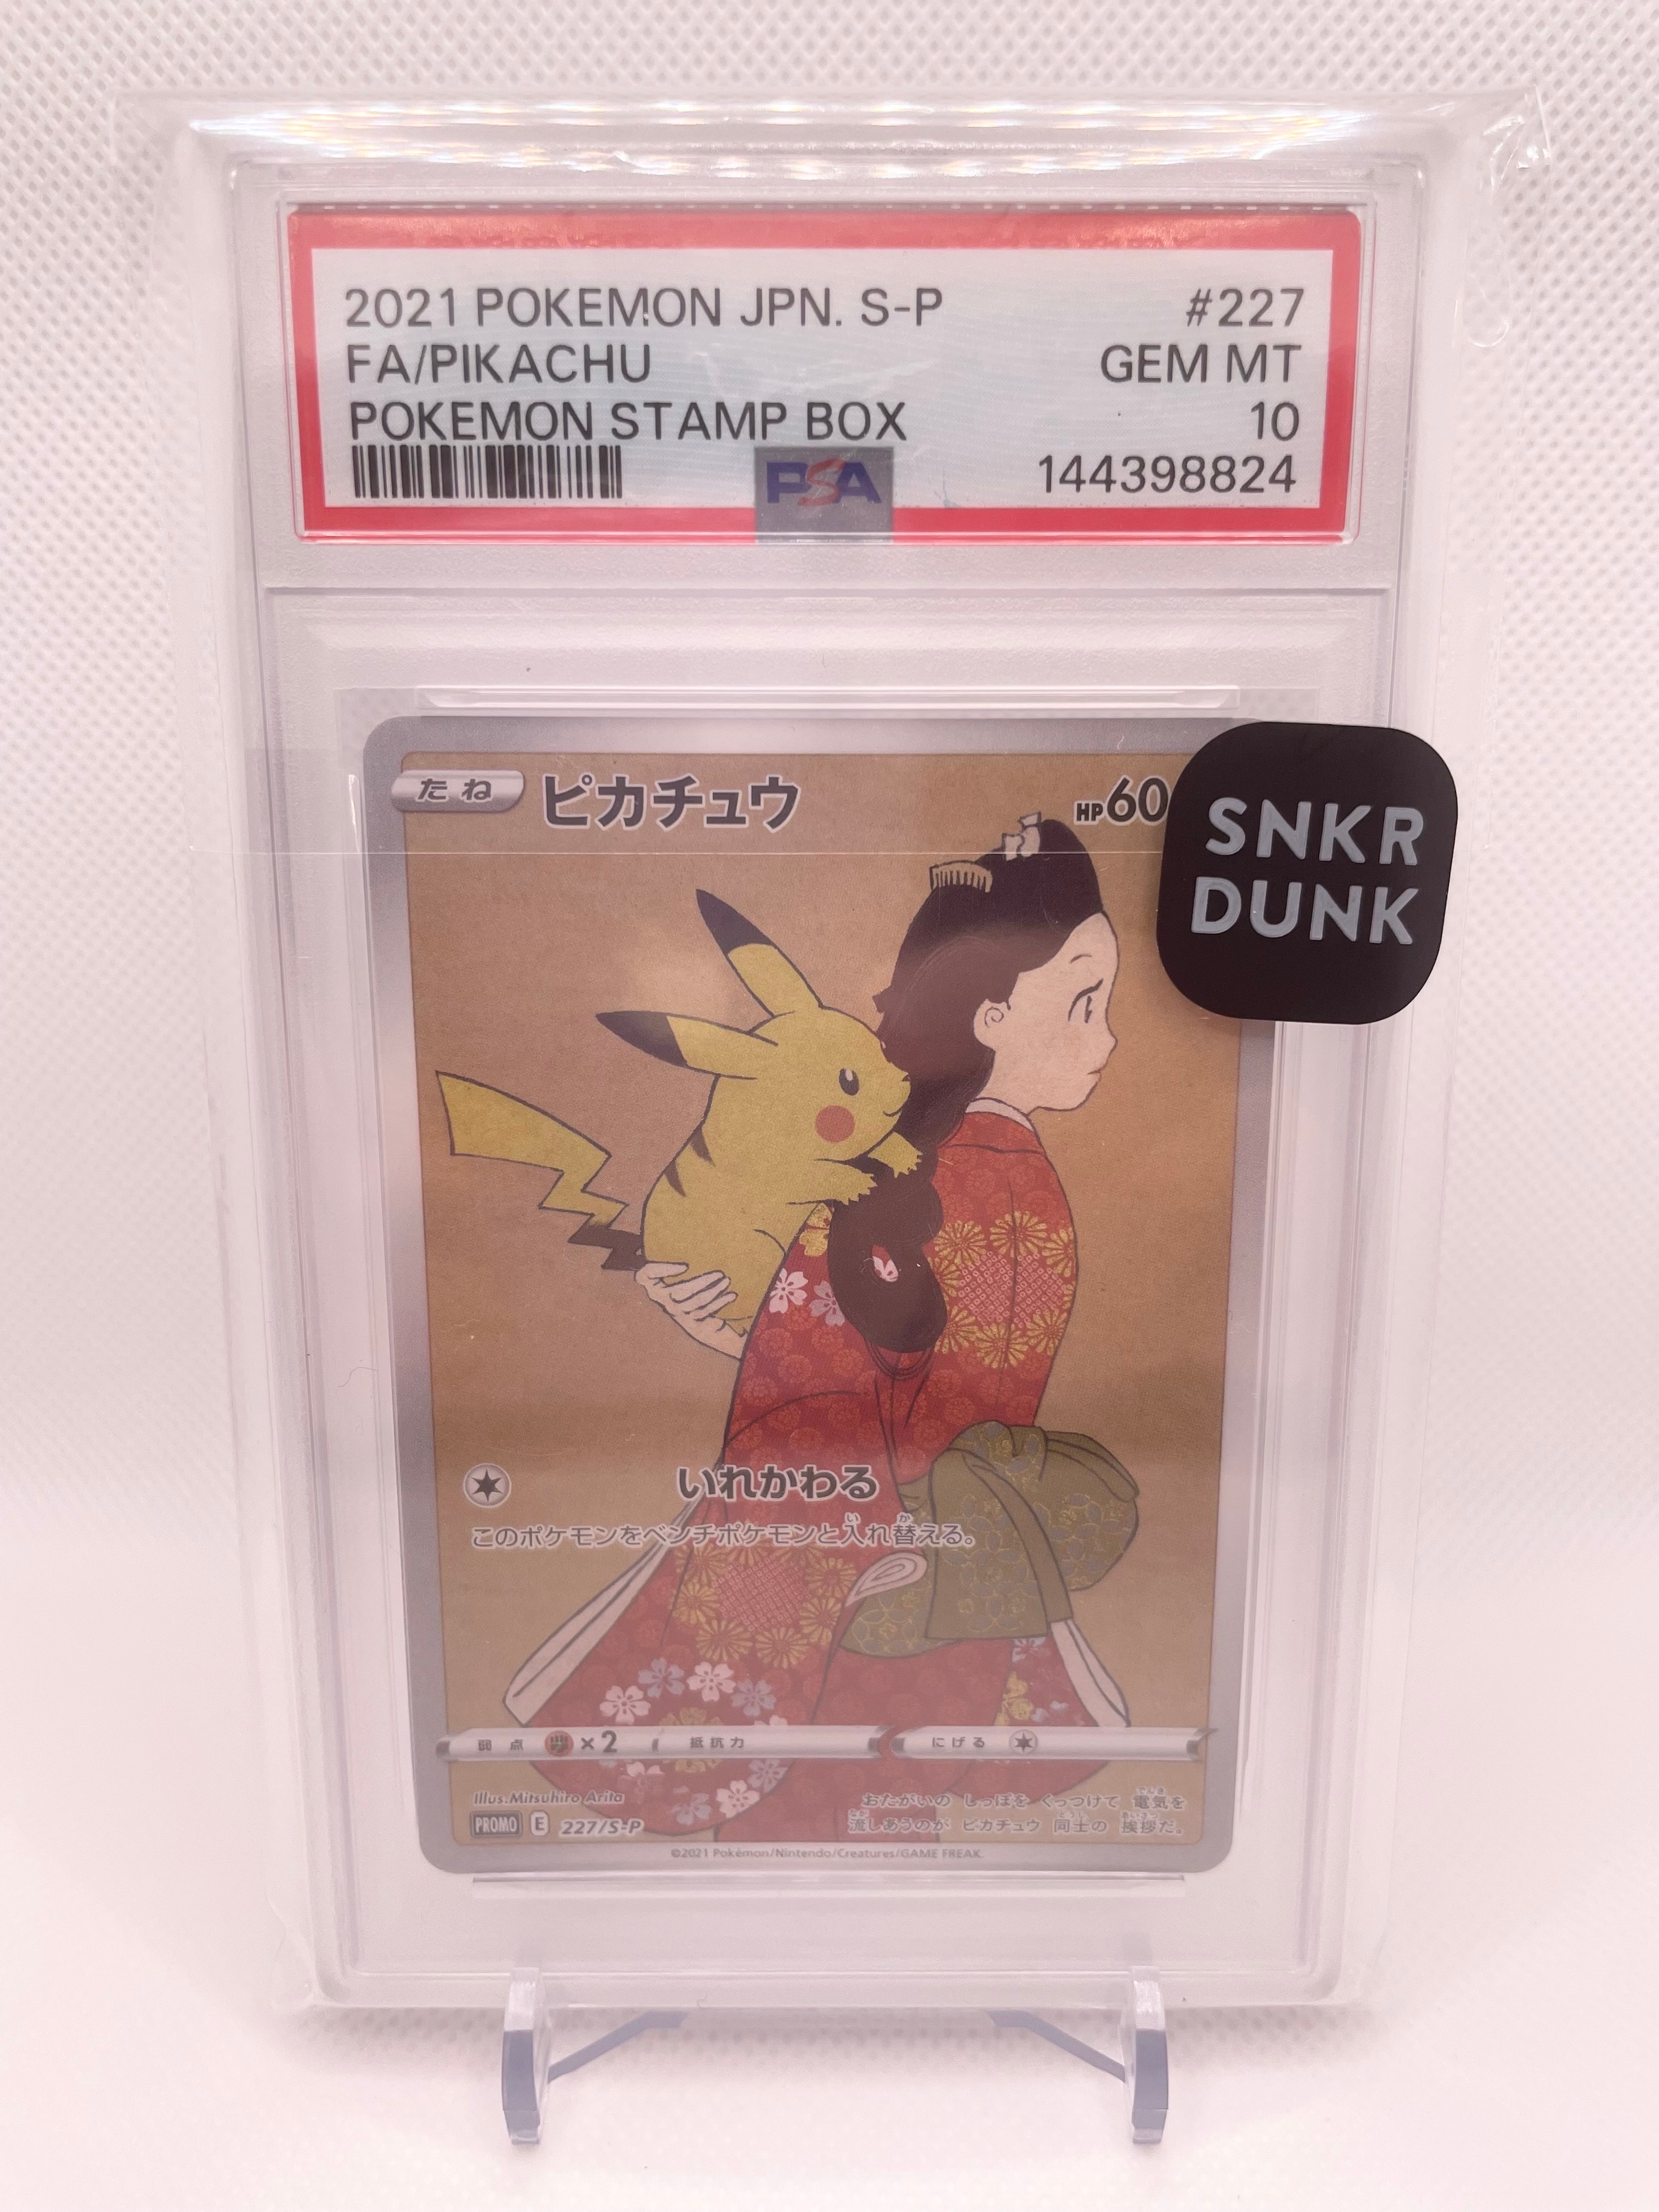 2021 POKEMON JPN. S-P #227
FA/PIKACHU GEM MT
POKEMON STAMP BOX 10
PSA 144398824
たね ピカチュウ HP60
SNKR
DUNK
いれかわる
このポケモンをベンチポケモンと入れ替える。
弱点 ×2 抵抗力 にげる
Illus.Mitsuhiro Arita
おたがいの しっぽを くっつけて 電気を
PROMO E 227/S-P 流しあうのが ピカチュウ 同士の 挨拶だ。
©2021 Pokémon/Nintendo/Creatures/GAME FREAK.